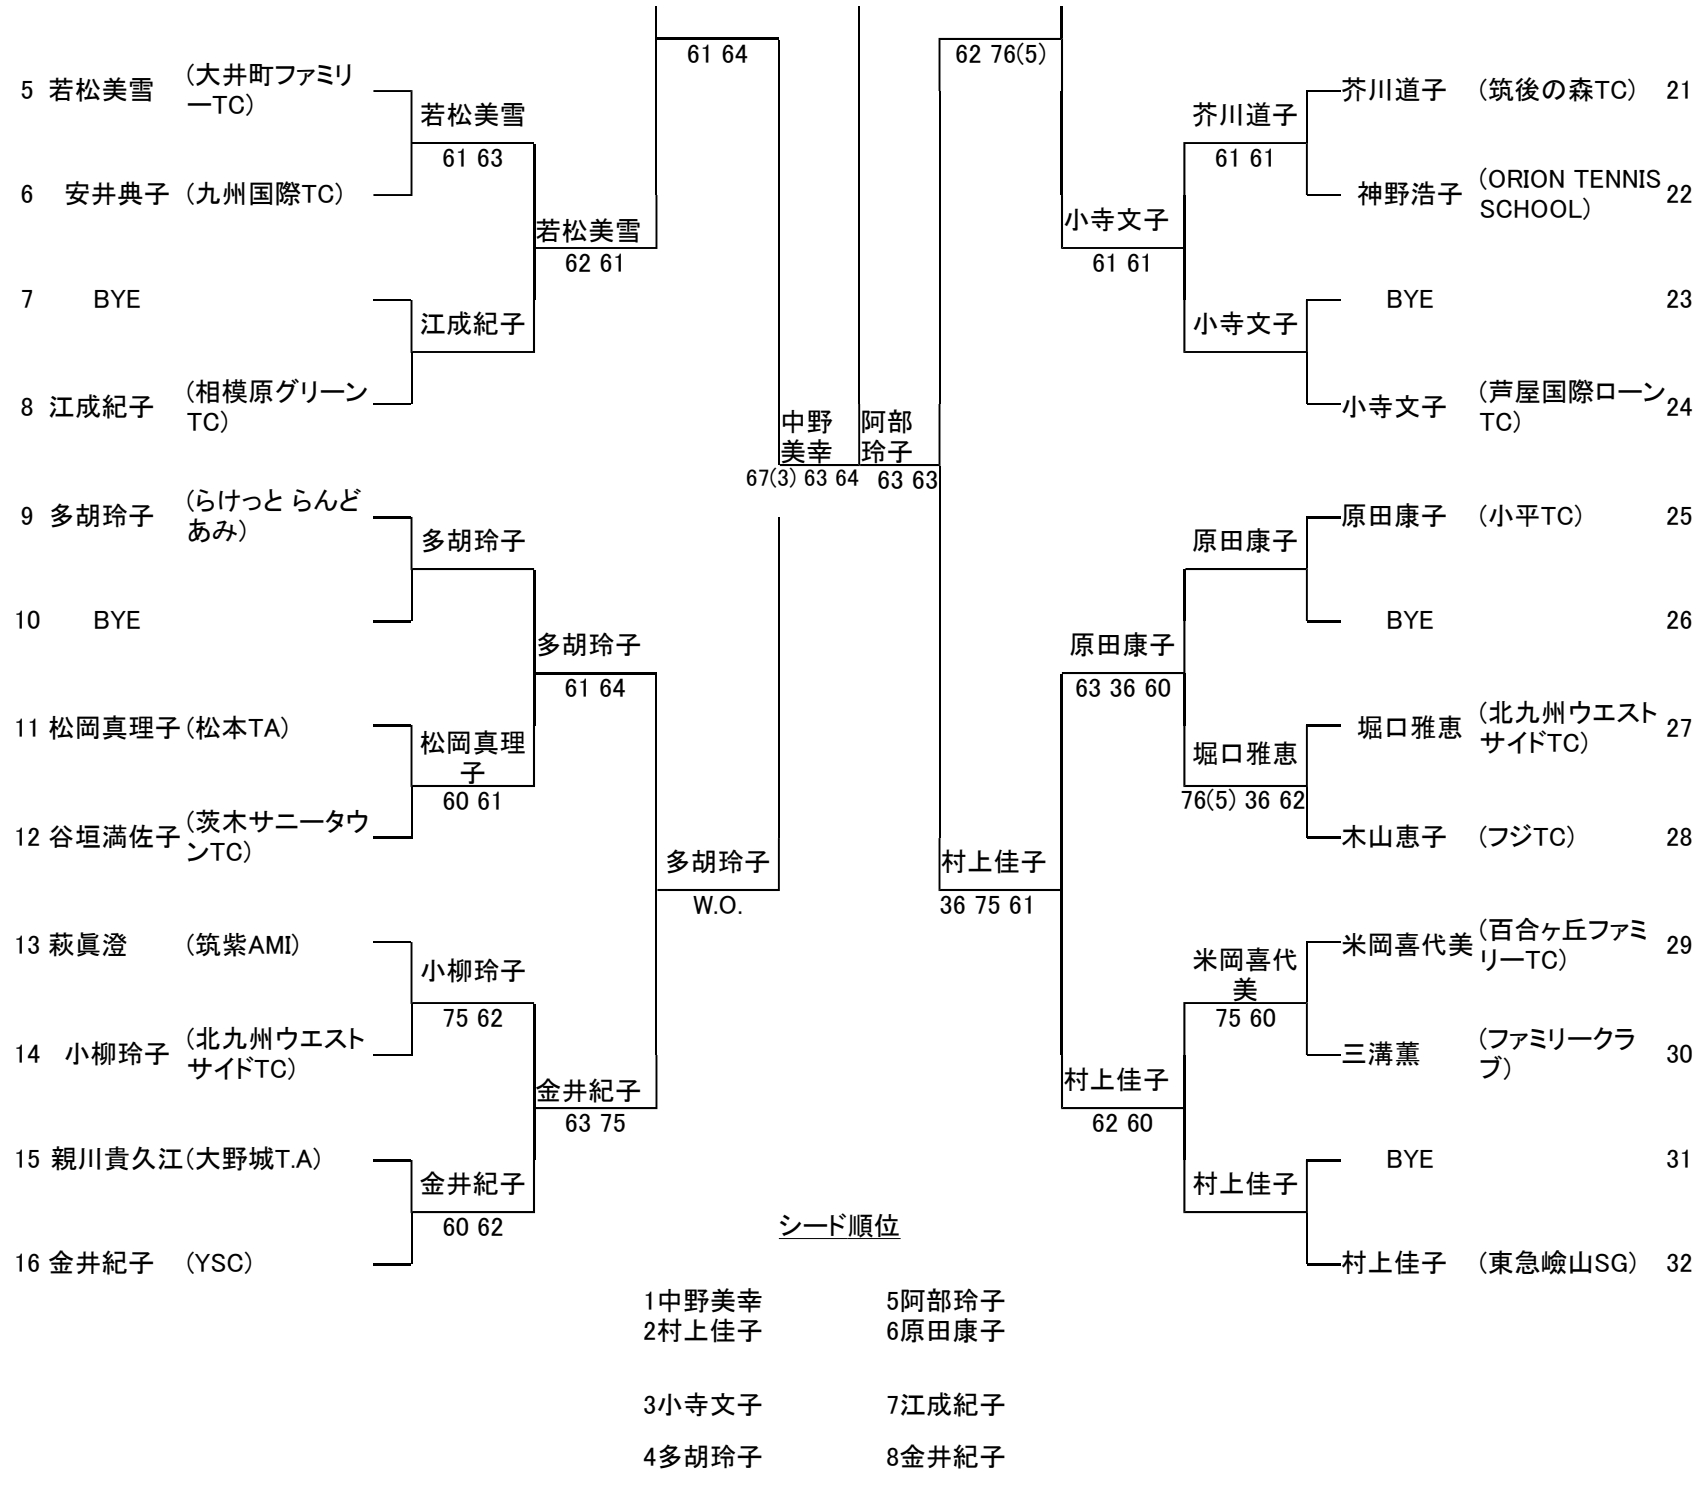 61 64
62 76(5)
5 若松美雪 (大井町ファミリ
ーTC)
若松美雪
61 63
6 安井典子 (九州国際TC)
若松美雪
62 61
7 BYE
江成紀子
8 江成紀子 (相模原グリーン
TC)
芥川道子 (筑後の森TC) 21
芥川道子
61 61
神野浩子 (ORION TENNIS
SCHOOL) 22
小寺文子
61 61
BYE 23
小寺文子
小寺文子 (芦屋国際ローン
TC) 24
中野
美幸
67(3) 63 64
阿部
玲子
63 63
9 多胡玲子 (らけっと らんど
あみ)
多胡玲子
10 BYE
多胡玲子
61 64
11 松岡真理子 (松本TA)
松岡真理
子
60 61
12 谷垣満佐子 (茨木サニータウ
ンTC)
多胡玲子
W.O.
13 萩眞澄 (筑紫AMI)
小柳玲子
75 62
14 小柳玲子 (北九州ウエスト
サイドTC)
金井紀子
63 75
15 親川貴久江 (大野城T.A)
金井紀子
60 62
16 金井紀子 (YSC)
原田康子 (小平TC) 25
原田康子
BYE 26
原田康子
63 36 60
堀口雅恵 (北九州ウエスト
サイドTC) 27
堀口雅恵
76(5) 36 62
木山恵子 (フジTC) 28
村上佳子
36 75 61
米岡喜代美 (百合ヶ丘ファミ
リーTC) 29
米岡喜代
美
75 60
三溝薫 (ファミリークラ
ブ) 30
村上佳子
62 60
BYE 31
村上佳子
村上佳子 (東急嶮山SG) 32
シード順位
1中野美幸 5阿部玲子
2村上佳子 6原田康子
3小寺文子 7江成紀子
4多胡玲子 8金井紀子